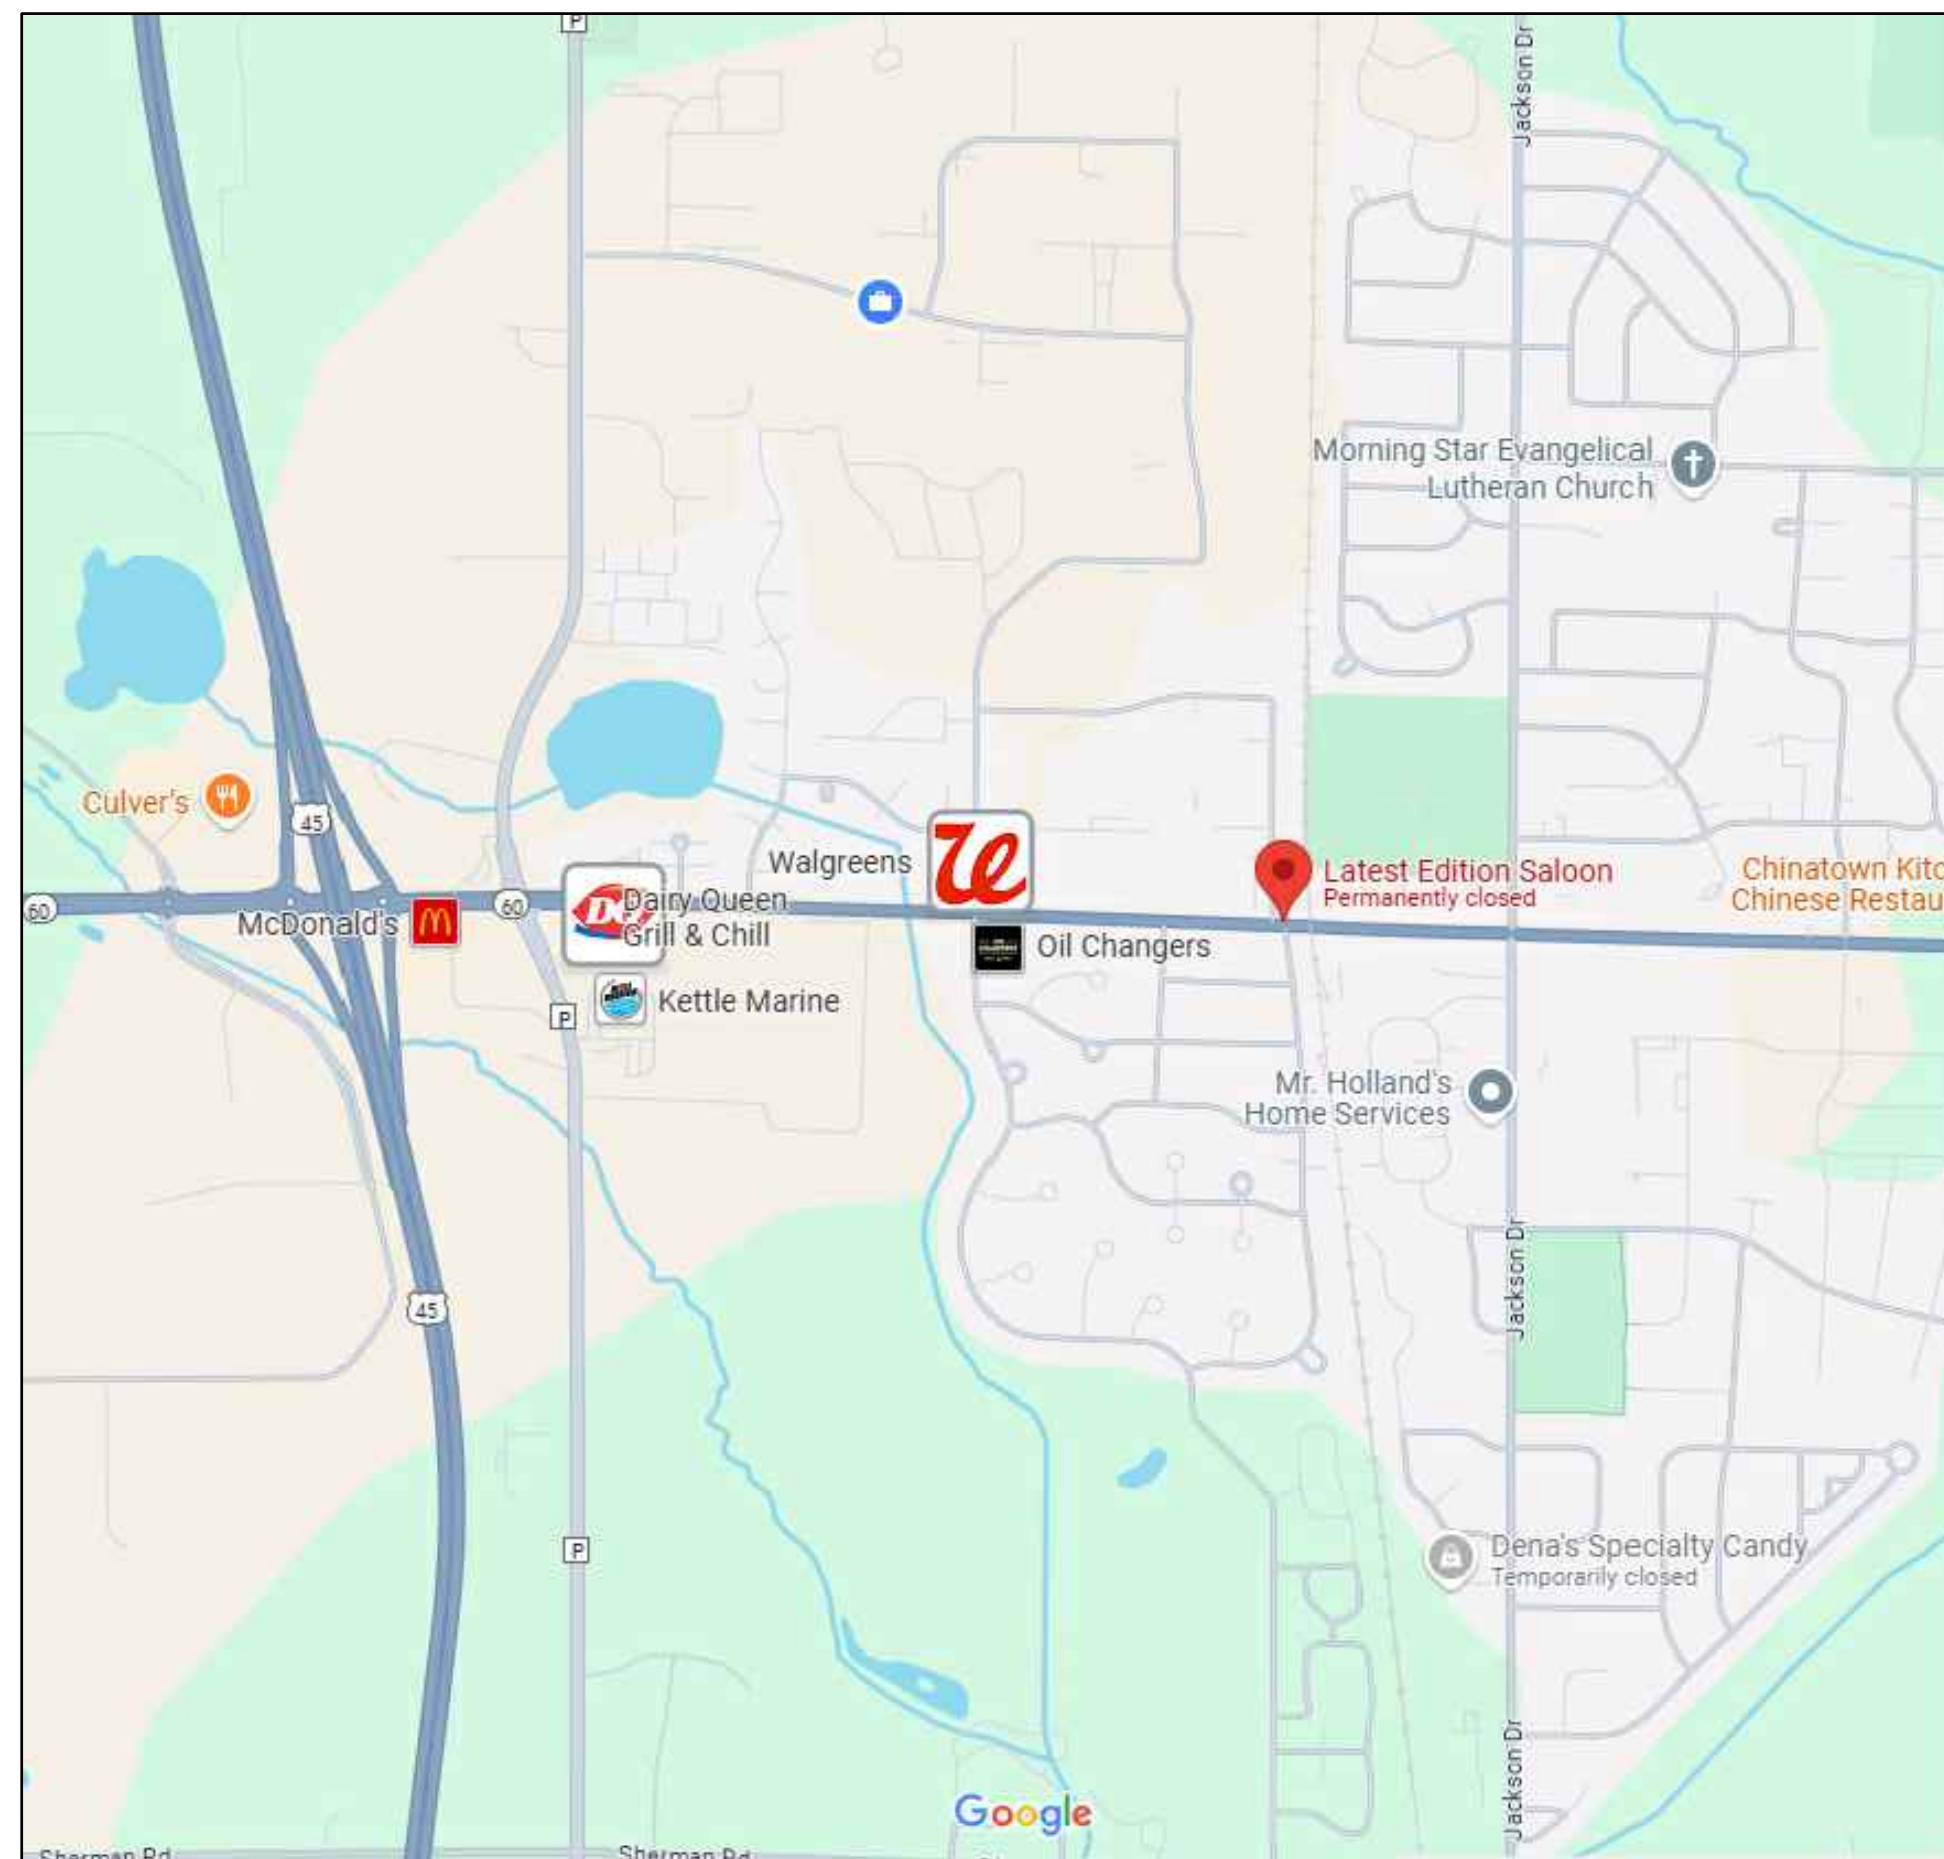 P
Jackson Dr
Morning Star Evangelical
Lutheran Church
Culver's
45
Walgreens
Latest Edition Saloon
Permanently closed
Chinatown Kitc
Chinese Restau
60
McDonald's
60
DQ
Dairy Queen
Grill & Chill
Oil Changers
Kettle Marine
P
Mr. Holland's
Home Services
Jackson Dr
45
P
Dena's Specialty Candy
Temporarily closed
Jackson Dr
Google
Sherman Rd
Sherman Rd